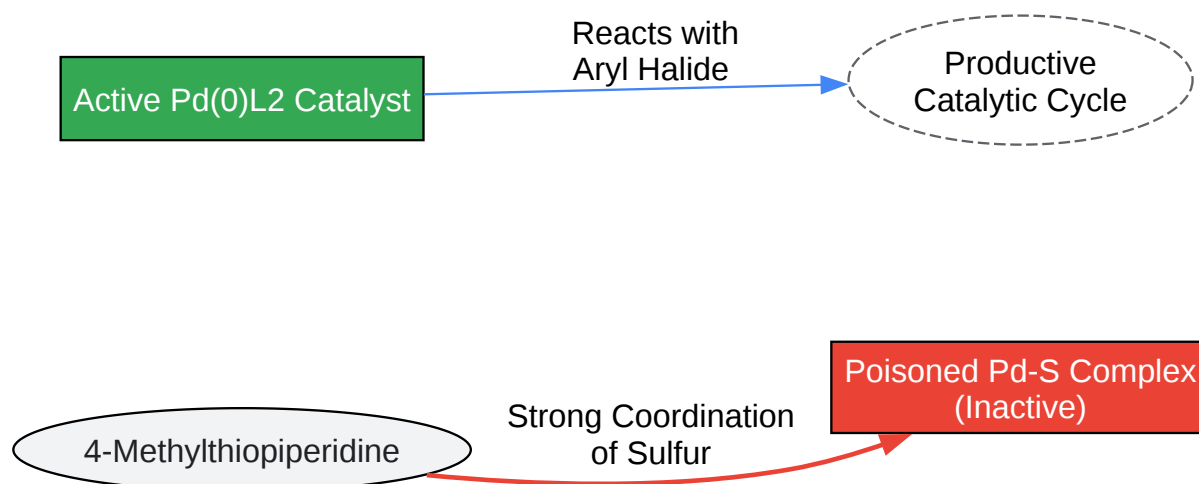 Reacts with
Aryl Halide
Active Pd(0)L2 Catalyst
Productive
Catalytic Cycle
Poisoned Pd-S Complex
(Inactive)
Strong Coordination
of Sulfur
4-Methylthiopiperidine